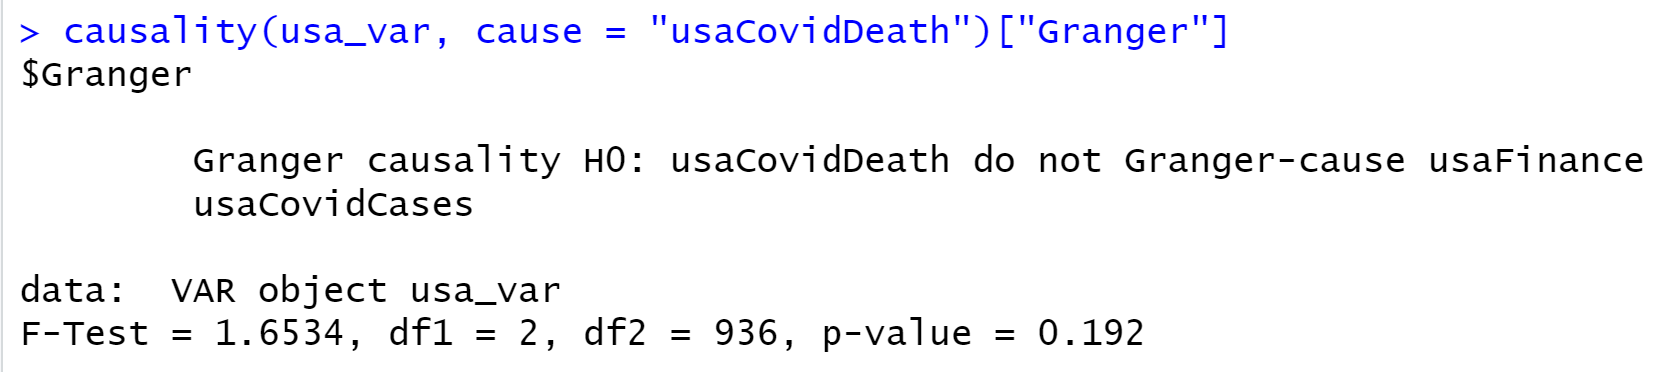 > causality(usa_var, cause = "usaCovidDeath")["Granger"]
$Granger
Granger causality H0: usaCovidDeath do not Granger-cause usaFinance
usaCovidCases
data:  VAR object usa_var
F-Test = 1.6534, df1 = 2, df2 = 936, p-value = 0.192